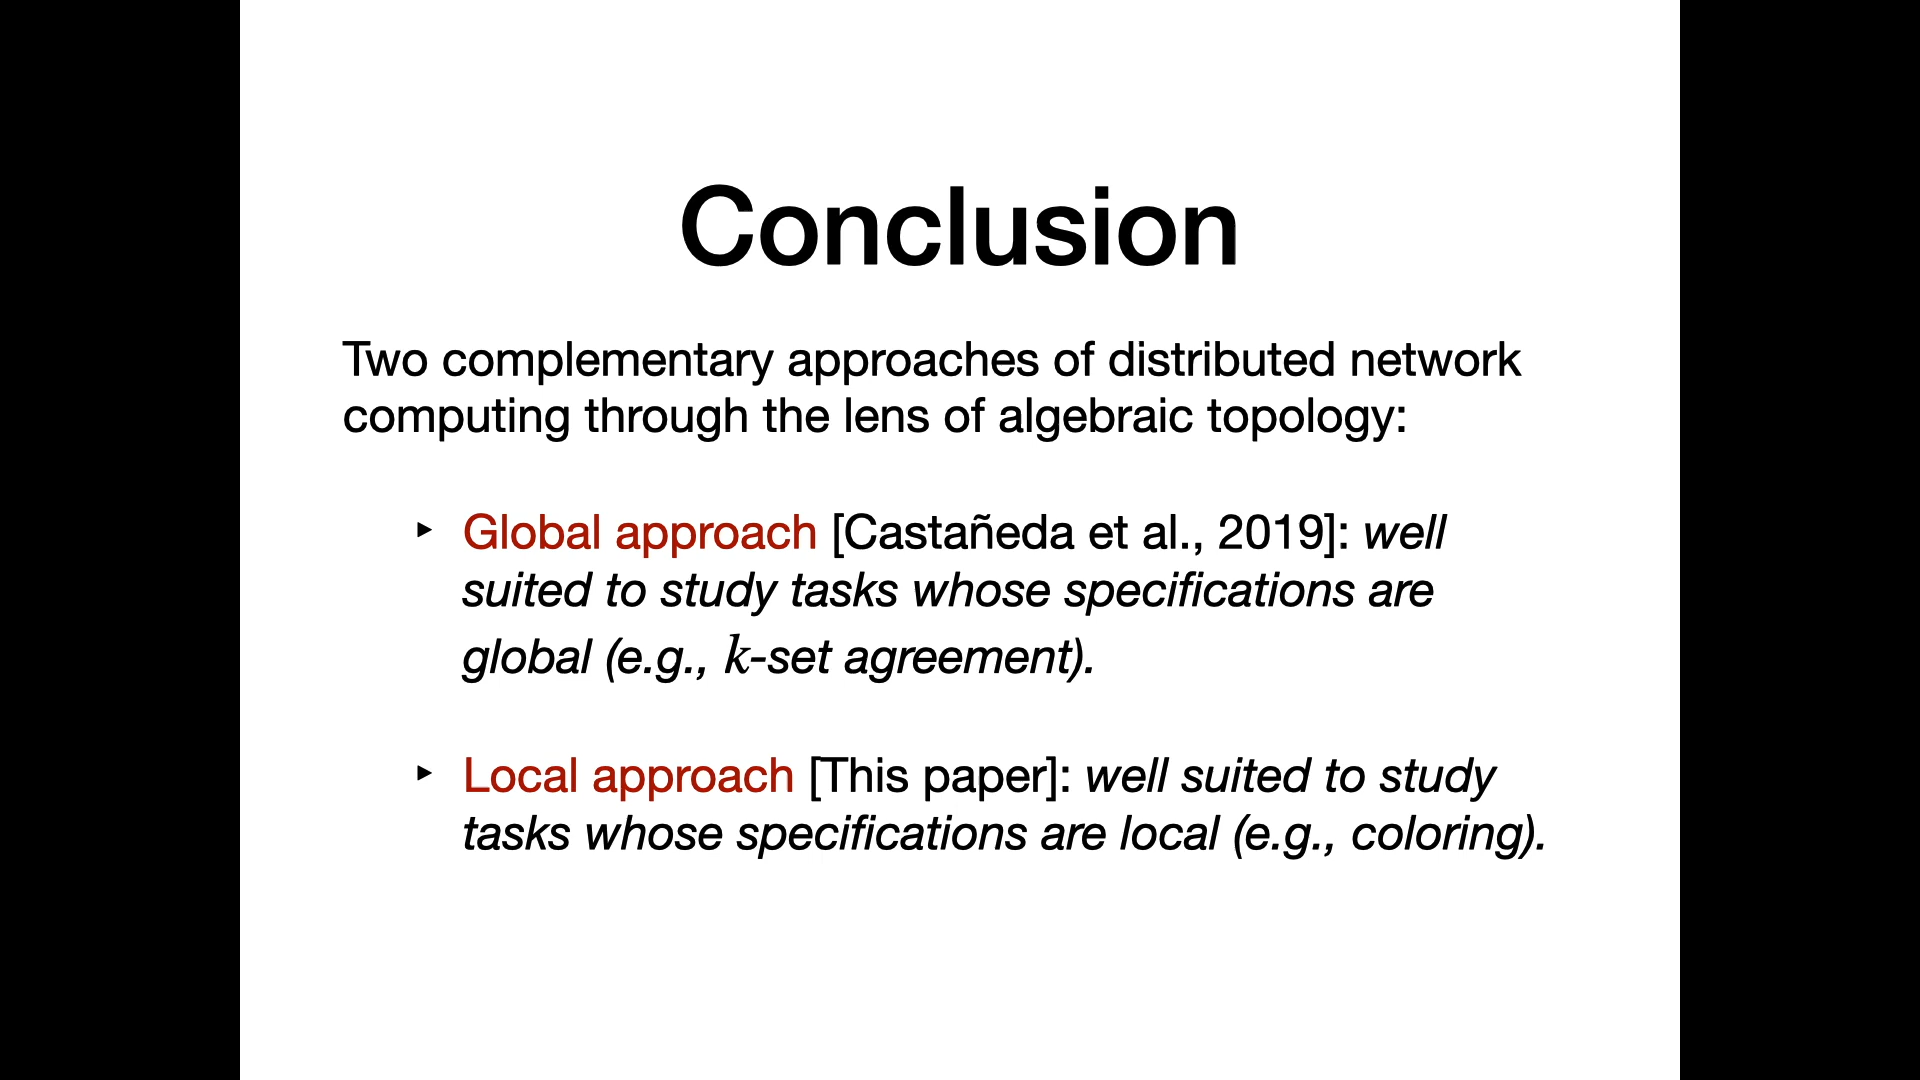 Conclusion
Two complementary approaches of distributed network
computing through the lens of algebraic topology:
‣ Global approach [Castañeda et al., 2019]: well
suited to study tasks whose specifications are
global (e.g., k-set agreement).
‣ Local approach [This paper]: well suited to study
tasks whose specifications are local (e.g., coloring).